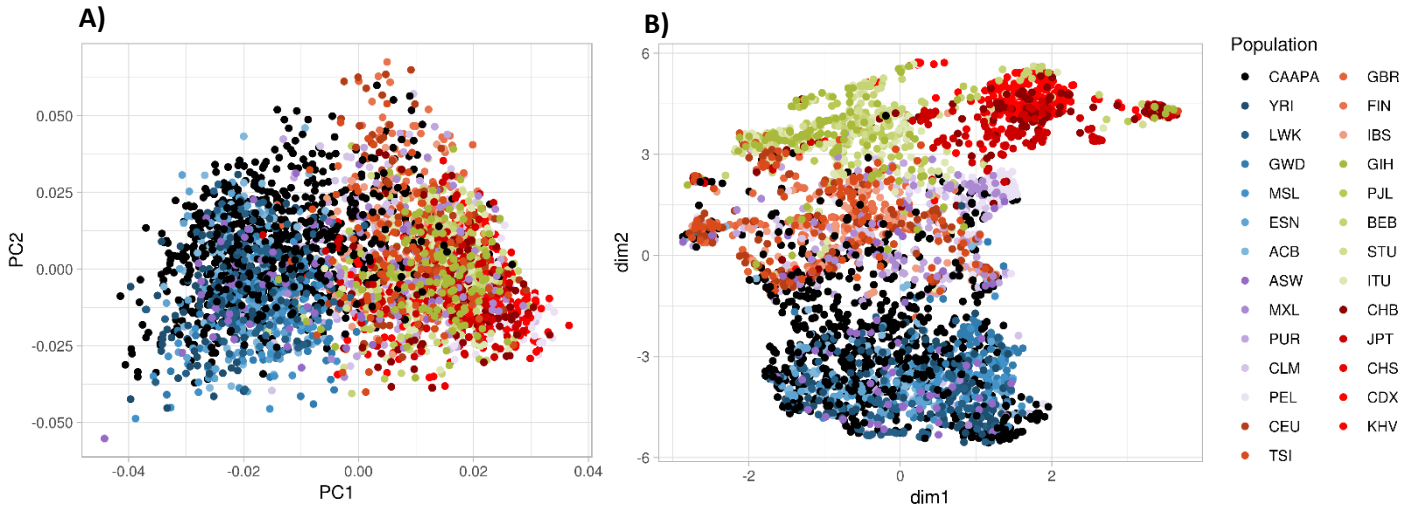 A)
0.050
0.025
0.000
-0.025
-0.050
PC2
-0.04
-0.02
0.00
0.02
0.04
PC1
B)
6
3
0
-3
-6
dim2
-2
0
2
dim1
Population
CAAPA
YRI
LWK
GWD
MSL
ESN
ACB
ASW
MXL
PUR
CLM
PEL
CEU
TSI
GBR
FIN
IBS
GIH
PJL
BEB
STU
ITU
CHB
JPT
CHS
CDX
KHV